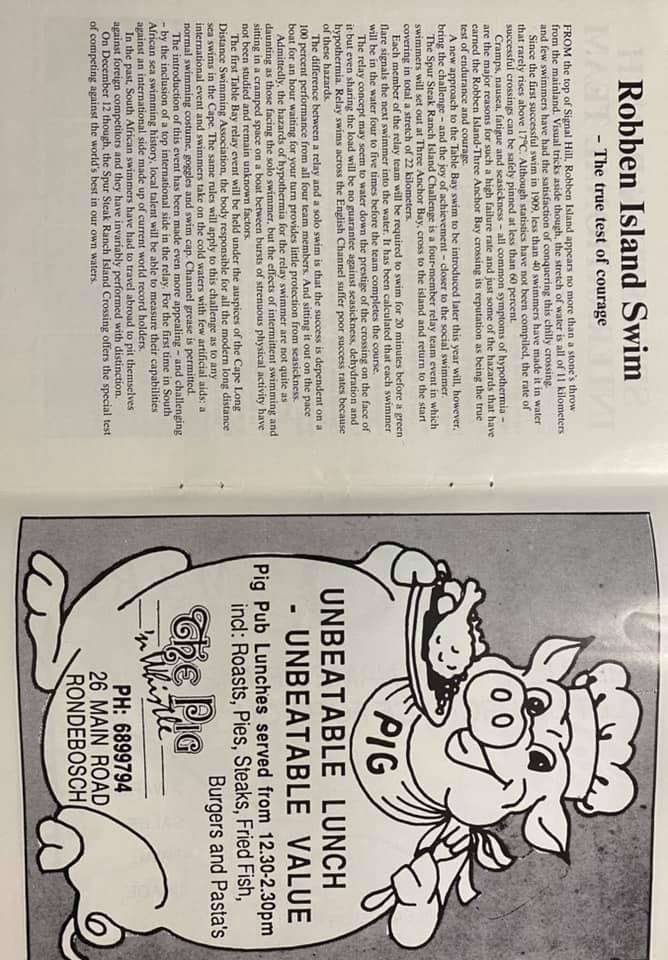 Robben Island Swim
- The true test of courage
FROM the top of Signal Hill, Robben Island appears no more than a stone's throw
from the mainland. Visual tricks aside though, the stretch of water is all of 11 kilometers
and few swimmers have had the satisfaction of conquering this chilly crossing.
Since the first successful swim in 1909, less than 40 swimmers have made it in water
that rarely rises above 17°C. Although statistics have not been compiled, the rate of
successful crossings can be safely pinned at less than 60 percent.
Cramps, nausea, fatigue and seasickness – all common symptoms of hypothermia –
are the major reasons for such a high failure rate and just some of the hazards that have
earned the Robben Island-Three Anchor Bay crossing its reputation as being the true
test of endurance and courage.
A new approach to the Table Bay swim to be introduced later this year will, however,
bring the challenge – and the joy of achievement – closer to the social swimmer.
The Spur Steak Ranch Island Challenge is a four-member relay team event in which
swimmers will set out at Three Anchor Bay, cross to the island and return to the start
covering in total a stretch of 22 kilometers.
Each member of the relay team will be required to swim for 20 minutes before a green
flare signals the next swimmer into the water. It has been calculated that each swimmer
will be in the water four to five times before the team completes the course.
The relay concept may seem to water down the prestige of the crossing on the face of
it but even sharing the load will be no guarantee against seasickness, dehydration and
hypothermia. Relay swims across the English Channel suffer poor success rates because
of these hazards.
The difference between a relay and a solo swim is that the success is dependent on a
100 percent performance from all four team members. And sitting it out on the pace
boat for an hour waiting for your turn provides little protection from seasickness.
Admittedly, the hazards of hypothermia for the relay swimmer are not quite as
daunting as those facing the solo swimmer, but the effects of intermittent swimming and
sitting in a cramped space on a boat between bursts of strenuous physical activity have
not been studied and remain unknown factors.
The first Table Bay relay event will be held under the auspices of the Cape Long
Distance Swimming Association, the body responsible for all the modern long distance
sea swims in the Cape. The same rules will apply to this challenge as to any
international event and swimmers take on the cold waters with few artificial aids: a
normal swimming costume, goggles and swim cap. Channel grease is permitted.
The introduction of this event has been made even more appealing – and challenging
– by the inclusion of a top international side in the relay. For the first time in South
African sea swimming history, local talent will be able to measure their capabilities
against an international side made up of current world record holders.
In the past, South African swimmers have had to travel abroad to pit themselves
against foreign competitors and they have invariably performed with distinction.
On December 12 though, the Spur Steak Ranch Island Crossing offers the special test
of competing against the world's best in our own waters.
PIG
UNBEATABLE LUNCH
- UNBEATABLE VALUE
Pig Pub Lunches served from 12.30-2.30pm
incl: Roasts, Pies, Steaks, Fried Fish,
Burgers and Pasta's
The Pig
'n Whistle
PH: 6899794
26 MAIN ROAD
RONDEBOSCH